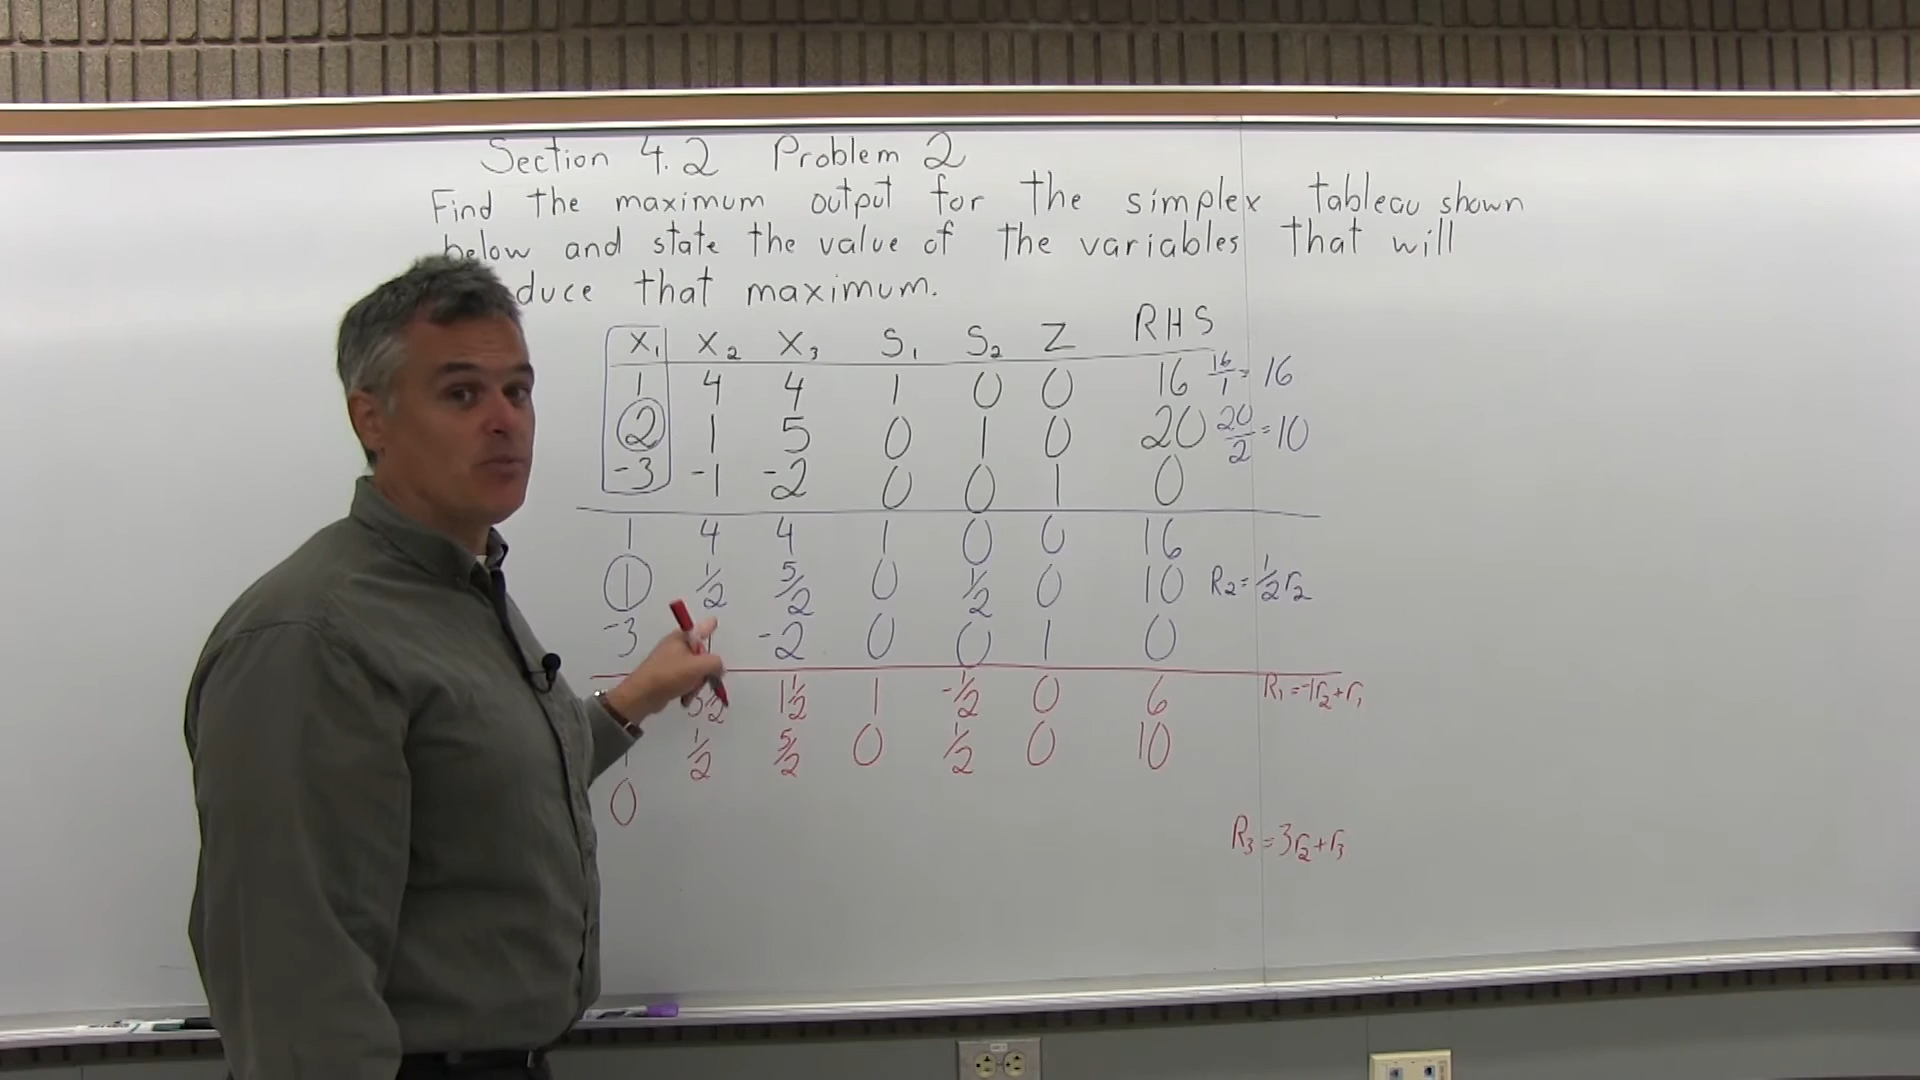 Section 4.2 Problem 2
Find the maximum output for the simplex tableau shown
below and state the value of the variables that will
duce that maximum.
X₁ X₂ X₃ S₁ S₂ Z RHS
1 4 4 1 0 0 16 16/1 = 16
2 1 5 0 1 0 20 20/2 = 10
-3 -1 -2 0 0 1 0
1 4 4 1 0 0 16
1 1/2 5/2 0 1/2 0 10 R₂ = 1/2 r₂
-3 1 -2 0 0 1 0
3 1/2 1 1/2 1 -1/2 0 6 R₁ = -1r₂ + r₁
1/2 5/2 0 1/2 0 10
0
R₃ = 3r₂ + r₃